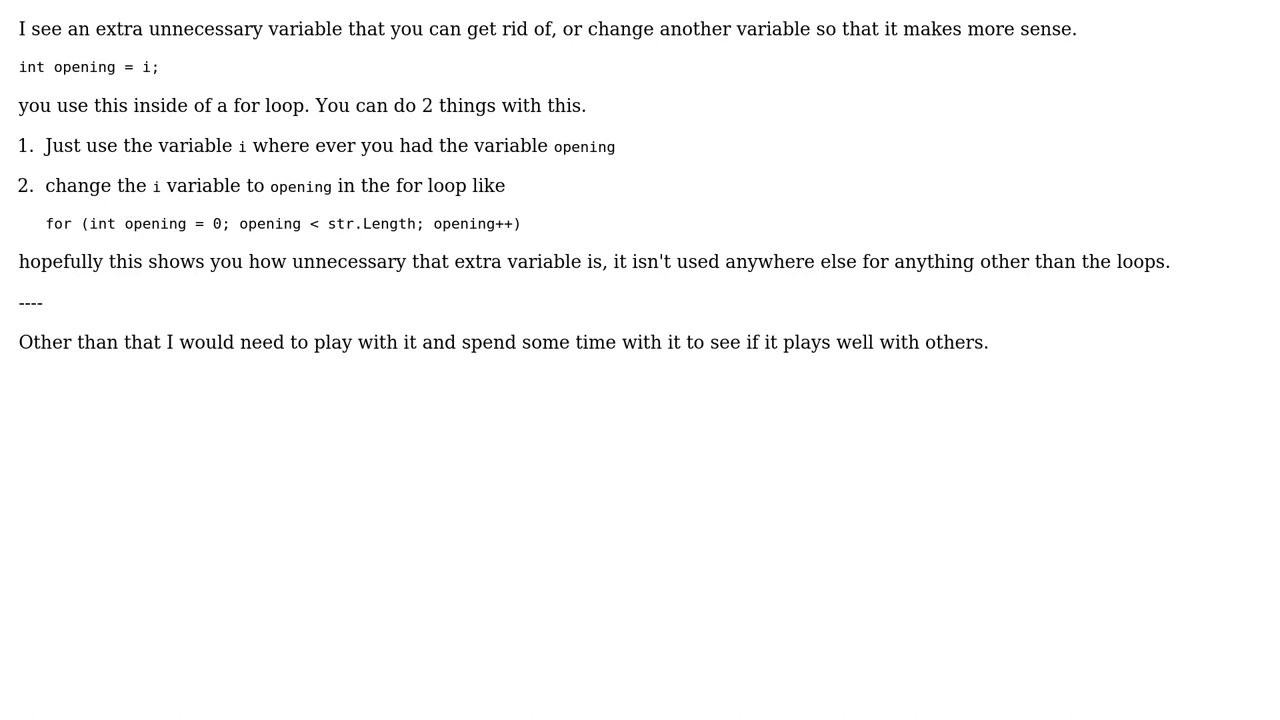 I see an extra unnecessary variable that you can get rid of, or change another variable so that it makes more sense.
int opening = i;
you use this inside of a for loop. You can do 2 things with this.
1. Just use the variable i where ever you had the variable opening
2. change the i variable to opening in the for loop like
for (int opening = 0; opening < str.Length; opening++)
hopefully this shows you how unnecessary that extra variable is, it isn't used anywhere else for anything other than the loops.
----
Other than that I would need to play with it and spend some time with it to see if it plays well with others.